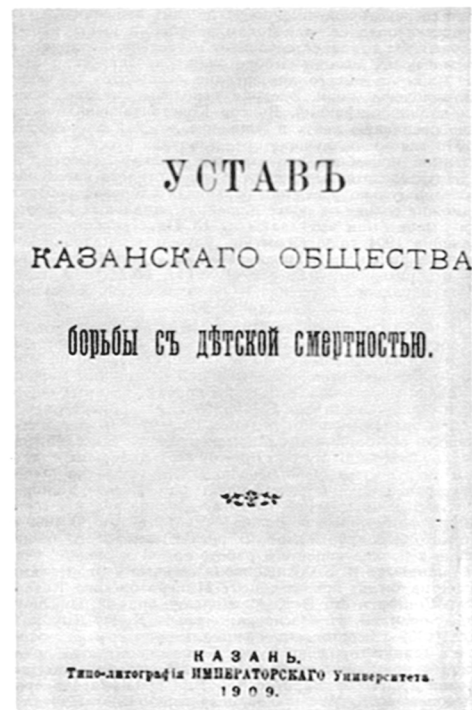 УСТАВЪ
КАЗАНСКАГО ОБЩЕСТВА
борьбы съ дѣтской смертностью.
КАЗАНЬ.
Типо-литографія ИМПЕРАТОРСКАГО Университета
1909.